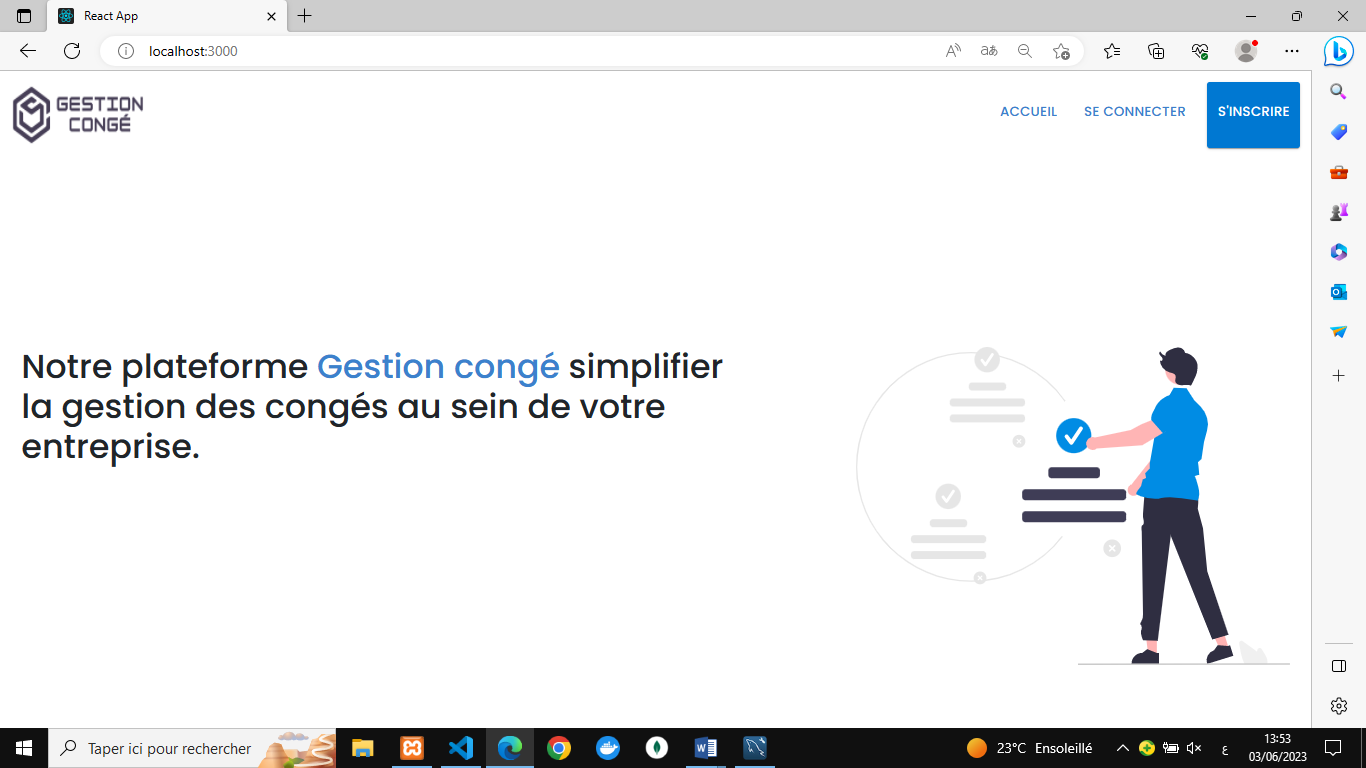 React App
localhost:3000
GESTION
CONGÉ
ACCUEIL
SE CONNECTER
S'INSCRIRE
Notre plateforme Gestion congé simplifier
la gestion des congés au sein de votre
entreprise.
Taper ici pour rechercher
23°C Ensoleillé
ع
13:53
03/06/2023